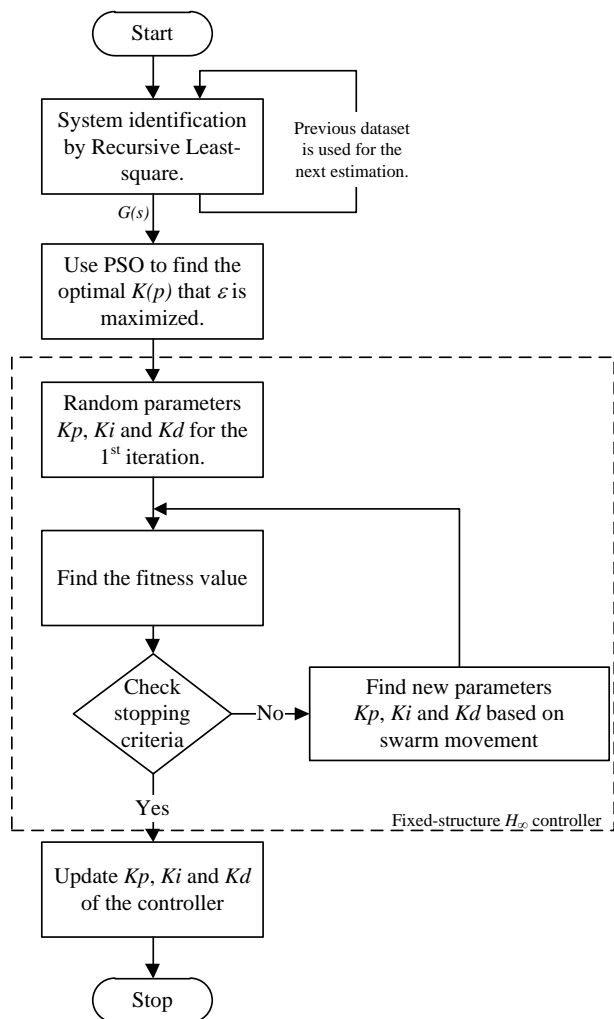 Start
System identification
by Recursive Least-
square.
Previous dataset
is used for the
next estimation.
G(s)
Use PSO to find the
optimal K(p) that ε is
maximized.
Random parameters
Kp, Ki and Kd for the
1st iteration.
Find the fitness value
Check
stopping
criteria
No
Find new parameters
Kp, Ki and Kd based on
swarm movement
Yes
Fixed-structure H∞ controller
Update Kp, Ki and Kd
of the controller
Stop